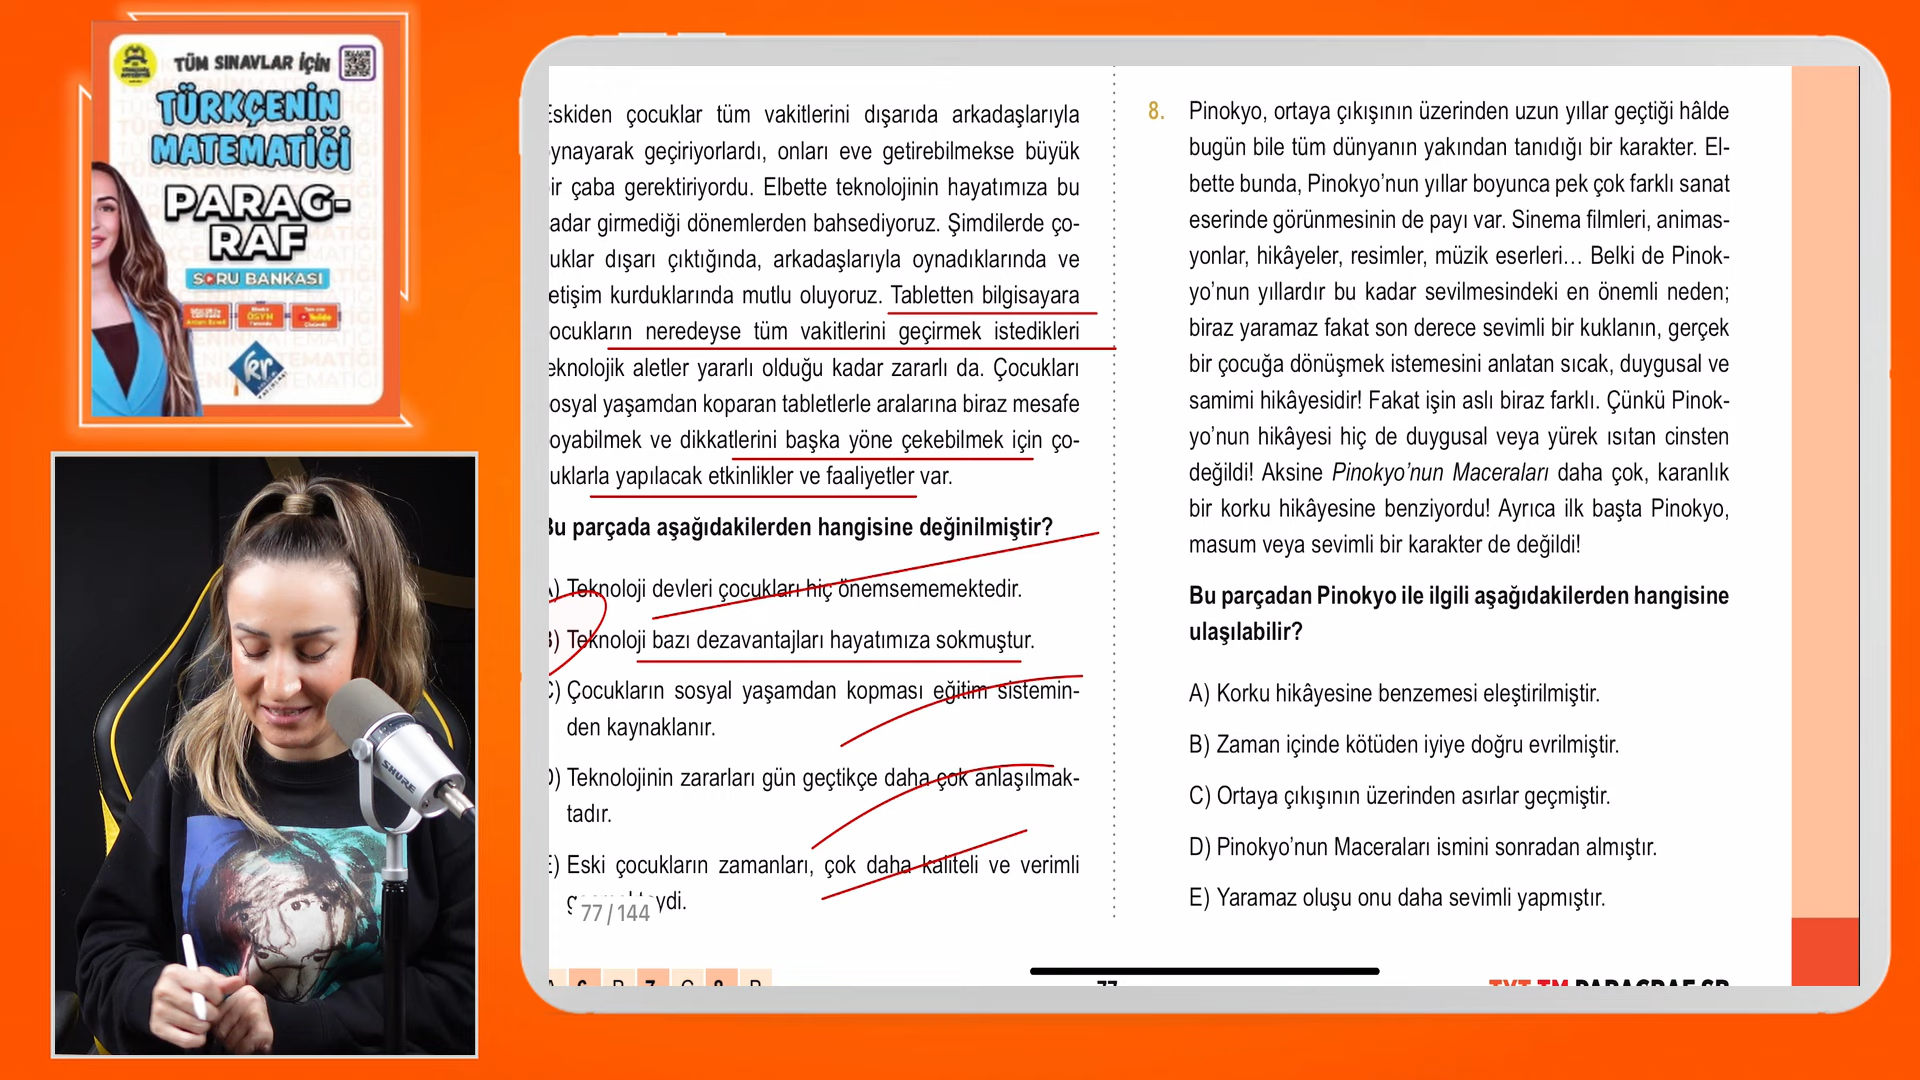 TÜM SINAVLAR İÇİN
TÜRKÇENİN
MATEMATİĞİ
PARAG-
RAF
SORU BANKASI
Eskiden çocuklar tüm vakitlerini dışarıda arkadaşlarıyla
oynayarak geçiriyorlardı, onları eve getirebilmekse büyük
bir çaba gerektiriyordu. Elbette teknolojinin hayatımıza bu
kadar girmediği dönemlerden bahsediyoruz. Şimdilerde ço-
uklar dışarı çıktığında, arkadaşlarıyla oynadıklarında ve
etişim kurduklarında mutlu oluyoruz. Tabletten bilgisayara
ocukların neredeyse tüm vakitlerini geçirmek istedikleri
eknolojik aletler yararlı olduğu kadar zararlı da. Çocukları
osyal yaşamdan koparan tabletlerle aralarına biraz mesafe
oyabilmek ve dikkatlerini başka yöne çekebilmek için ço-
uklarla yapılacak etkinlikler ve faaliyetler var.
Bu parçada aşağıdakilerden hangisine değinilmiştir?
A) Teknoloji devleri çocukları hiç önemsememektedir.
B) Teknoloji bazı dezavantajları hayatımıza sokmuştur.
C) Çocukların sosyal yaşamdan kopması eğitim sistemin-
den kaynaklanır.
D) Teknolojinin zararları gün geçtikçe daha çok anlaşılmak-
tadır.
E) Eski çocukların zamanları, çok daha kaliteli ve verimli
77 / 144
8. Pinokyo, ortaya çıkışının üzerinden uzun yıllar geçtiği hâlde
bugün bile tüm dünyanın yakından tanıdığı bir karakter. El-
bette bunda, Pinokyo’nun yıllar boyunca pek çok farklı sanat
eserinde görünmesinin de payı var. Sinema filmleri, animas-
yonlar, hikâyeler, resimler, müzik eserleri… Belki de Pinok-
yo’nun yıllardır bu kadar sevilmesindeki en önemli neden;
biraz yaramaz fakat son derece sevimli bir kuklanın, gerçek
bir çocuğa dönüşmek istemesini anlatan sıcak, duygusal ve
samimi hikâyesidir! Fakat işin aslı biraz farklı. Çünkü Pinok-
yo’nun hikâyesi hiç de duygusal veya yürek ısıtan cinsten
değildi! Aksine Pinokyo’nun Maceraları daha çok, karanlık
bir korku hikâyesine benziyordu! Ayrıca ilk başta Pinokyo,
masum veya sevimli bir karakter de değildi!
Bu parçadan Pinokyo ile ilgili aşağıdakilerden hangisine
ulaşılabilir?
A) Korku hikâyesine benzemesi eleştirilmiştir.
B) Zaman içinde kötüden iyiye doğru evrilmiştir.
C) Ortaya çıkışının üzerinden asırlar geçmiştir.
D) Pinokyo’nun Maceraları ismini sonradan almıştır.
E) Yaramaz oluşu onu daha sevimli yapmıştır.
77
TYT TM PARAGRAF SB
SHURE